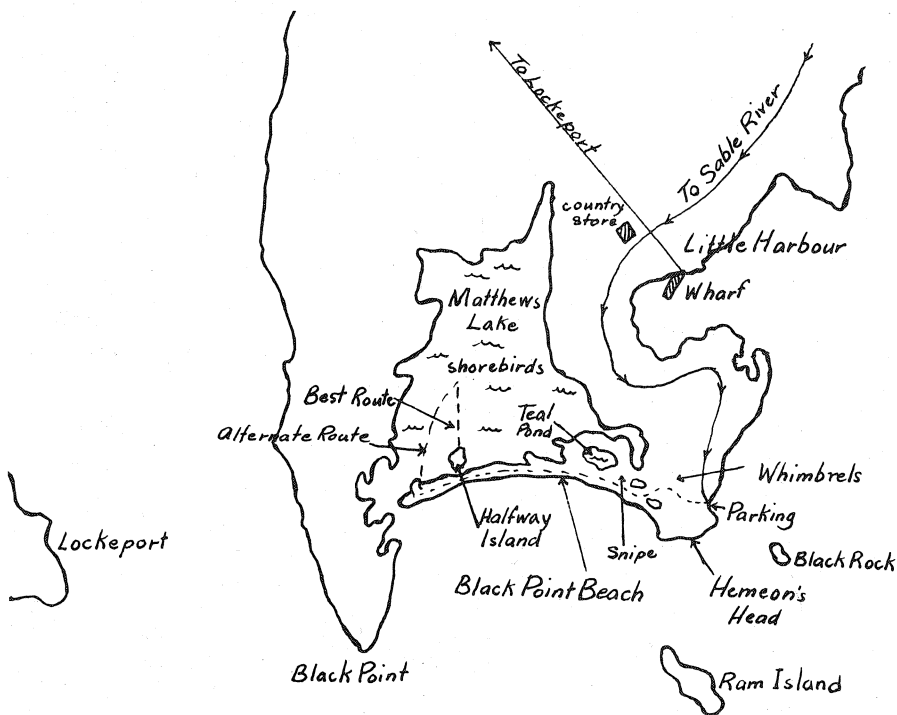 To Lockeport
To Sable River
country
store
Little Harbour
Wharf
Matthews
Lake
shorebirds
Best Route
Alternate Route
Teal
Pond
Whimbrels
Parking
Halfway
Island
Snipe
Lockeport
Black Rock
Black Point Beach
Hemeon's
Head
Black Point
Ram Island